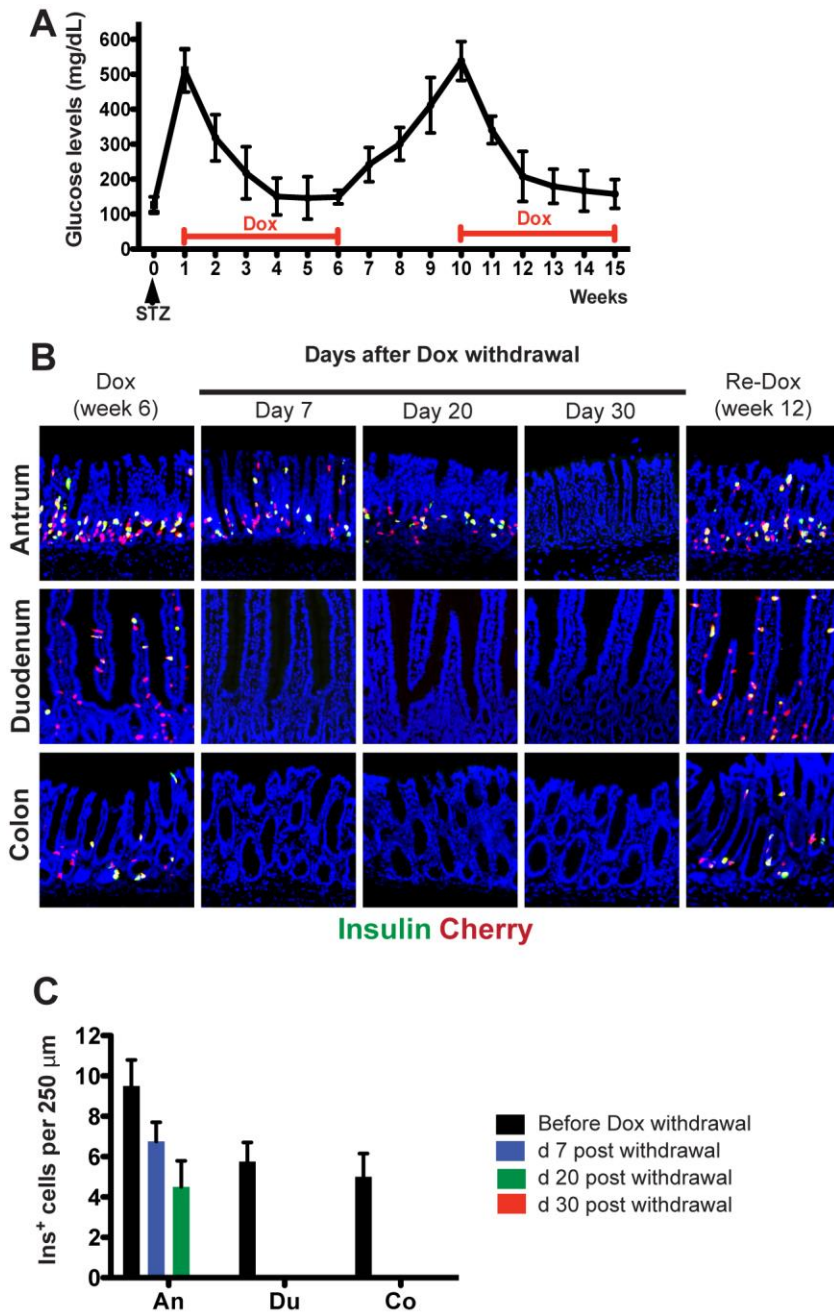 A
Glucose levels (mg/dL)
600
500
400
300
200
100
0
Dox
Dox
0 1 2 3 4 5 6 7 8 9 10 11 12 13 14 15
STZ
Weeks
B
Days after Dox withdrawal
Dox
(week 6)
Day 7
Day 20
Day 30
Re-Dox
(week 12)
Antrum
Duodenum
Colon
Insulin Cherry
C
Ins⁺ cells per 250 μm
12
10
8
6
4
2
0
An Du Co
Before Dox withdrawal
d 7 post withdrawal
d 20 post withdrawal
d 30 post withdrawal